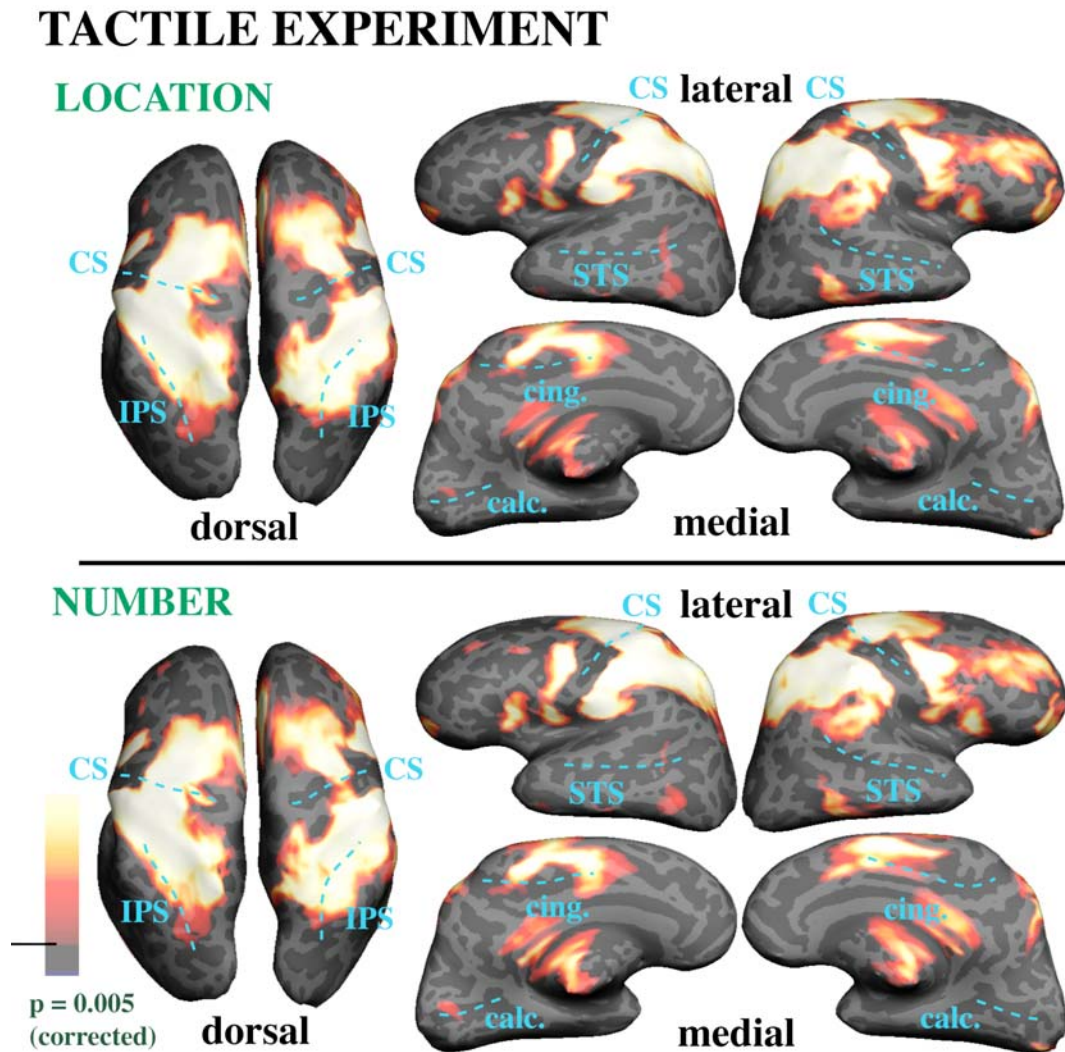 TACTILE EXPERIMENT
LOCATION
CS lateral CS
CS CS
STS STS
IPS IPS
cing. cing.
calc. calc.
dorsal medial
NUMBER
CS lateral CS
CS CS
STS STS
IPS IPS
cing. cing.
p = 0.005
(corrected)
calc. calc.
dorsal medial